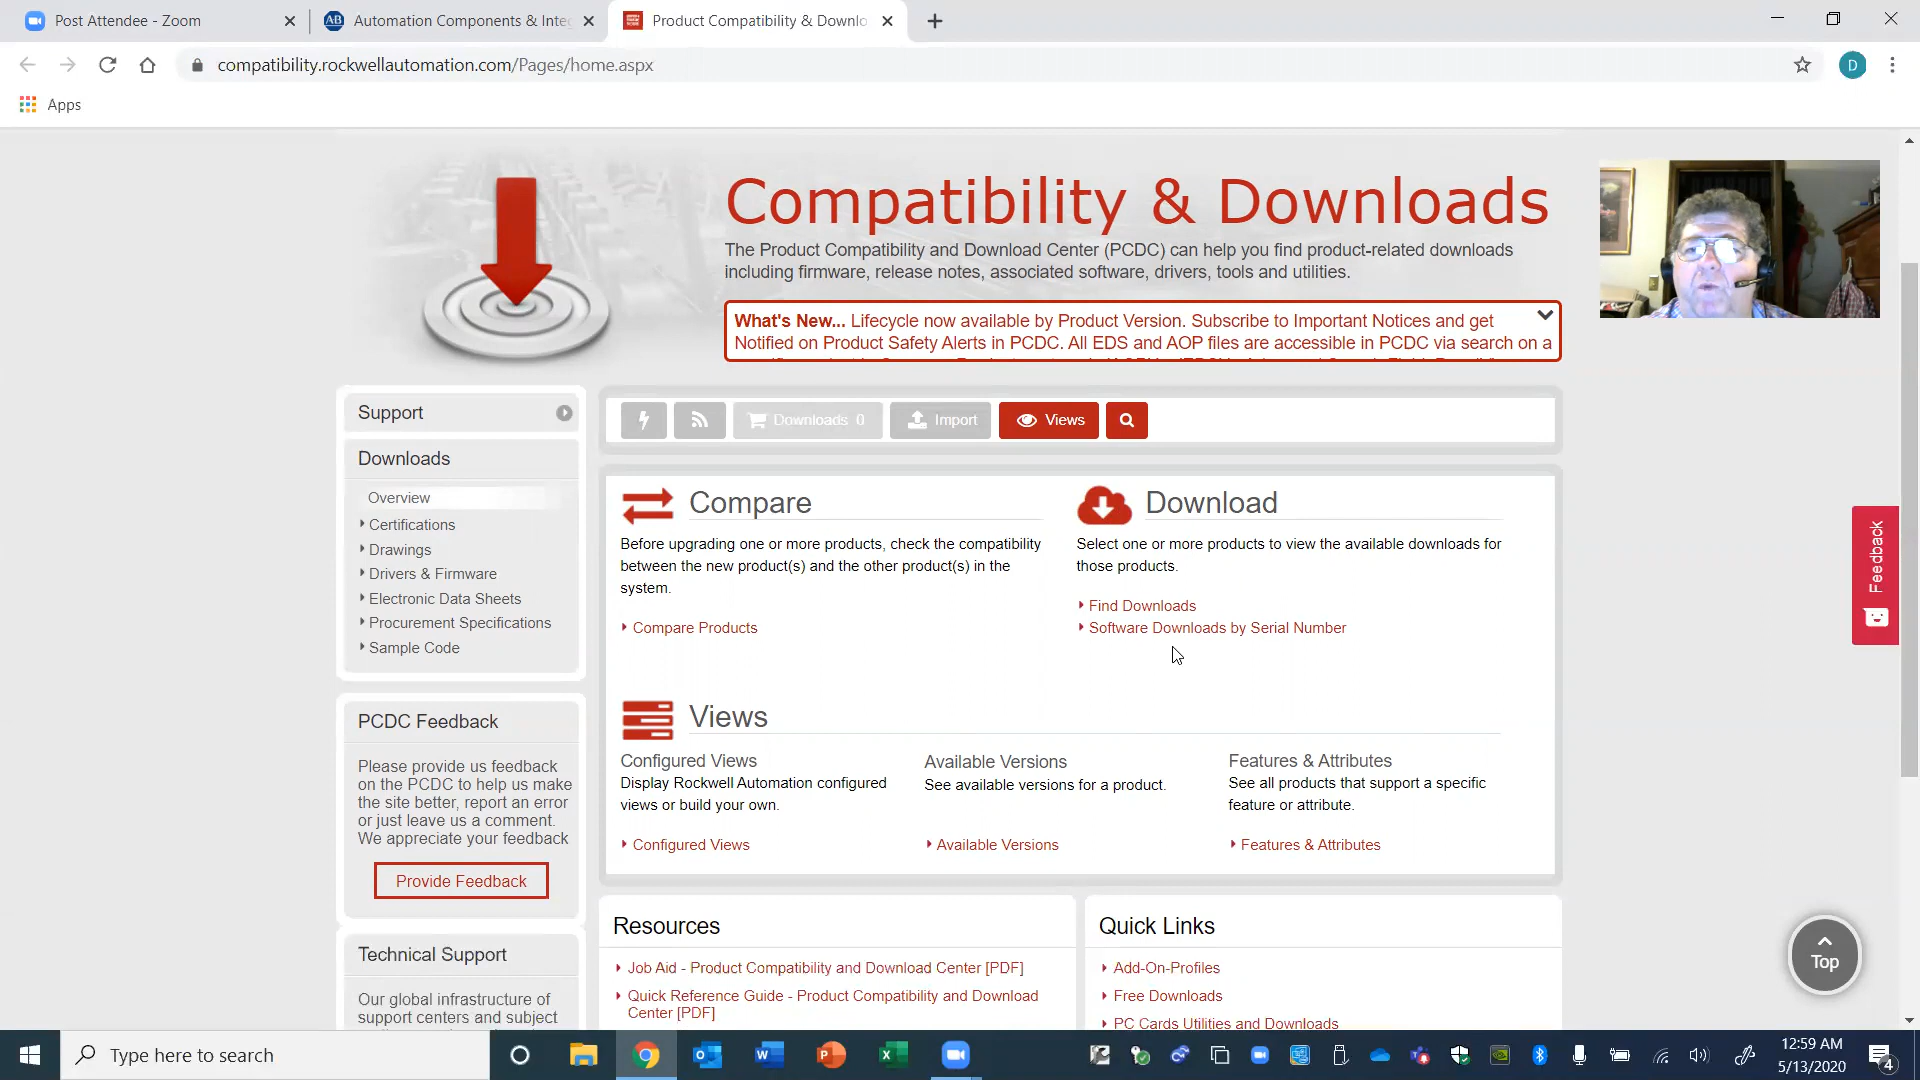 Post Attendee - Zoom
Automation Components & Integ
Product Compatibility & Downlo
compatibility.rockwellautomation.com/Pages/home.aspx
D
Apps
Compatibility & Downloads
The Product Compatibility and Download Center (PCDC) can help you find product-related downloads
including firmware, release notes, associated software, drivers, tools and utilities.
What's New... Lifecycle now available by Product Version. Subscribe to Important Notices and get
Notified on Product Safety Alerts in PCDC. All EDS and AOP files are accessible in PCDC via search on a
Support
Downloads
Overview
Certifications
Drawings
Drivers & Firmware
Electronic Data Sheets
Procurement Specifications
Sample Code
PCDC Feedback
Please provide us feedback
on the PCDC to help us make
the site better, report an error
or just leave us a comment.
We appreciate your feedback
Provide Feedback
Technical Support
Our global infrastructure of
support centers and subject
Downloads 0
Import
Views
Compare
Before upgrading one or more products, check the compatibility
between the new product(s) and the other product(s) in the
system.
Compare Products
Download
Select one or more products to view the available downloads for
those products.
Find Downloads
Software Downloads by Serial Number
Views
Configured Views
Display Rockwell Automation configured
views or build your own.
Configured Views
Available Versions
See available versions for a product.
Available Versions
Features & Attributes
See all products that support a specific
feature or attribute.
Features & Attributes
Resources
Job Aid - Product Compatibility and Download Center [PDF]
Quick Reference Guide - Product Compatibility and Download
Center [PDF]
Quick Links
Add-On-Profiles
Free Downloads
PC Cards Utilities and Downloads
Feedback
Top
Type here to search
12:59 AM
5/13/2020
4